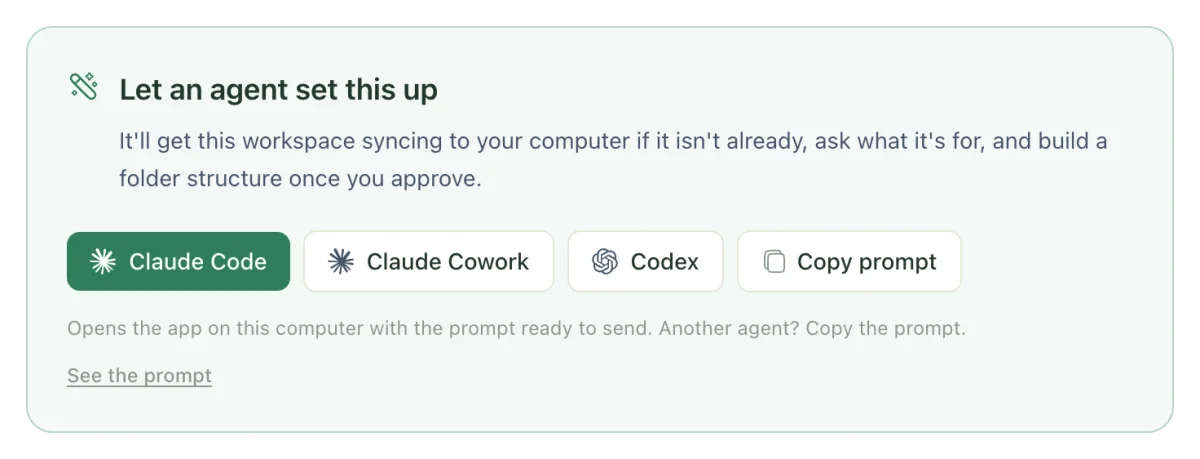 Let an agent set this up
It'll get this workspace syncing to your computer if it isn't already, ask what it's for, and build a
folder structure once you approve.
Claude Code
Claude Cowork
Codex
Copy prompt
Opens the app on this computer with the prompt ready to send. Another agent? Copy the prompt.
See the prompt